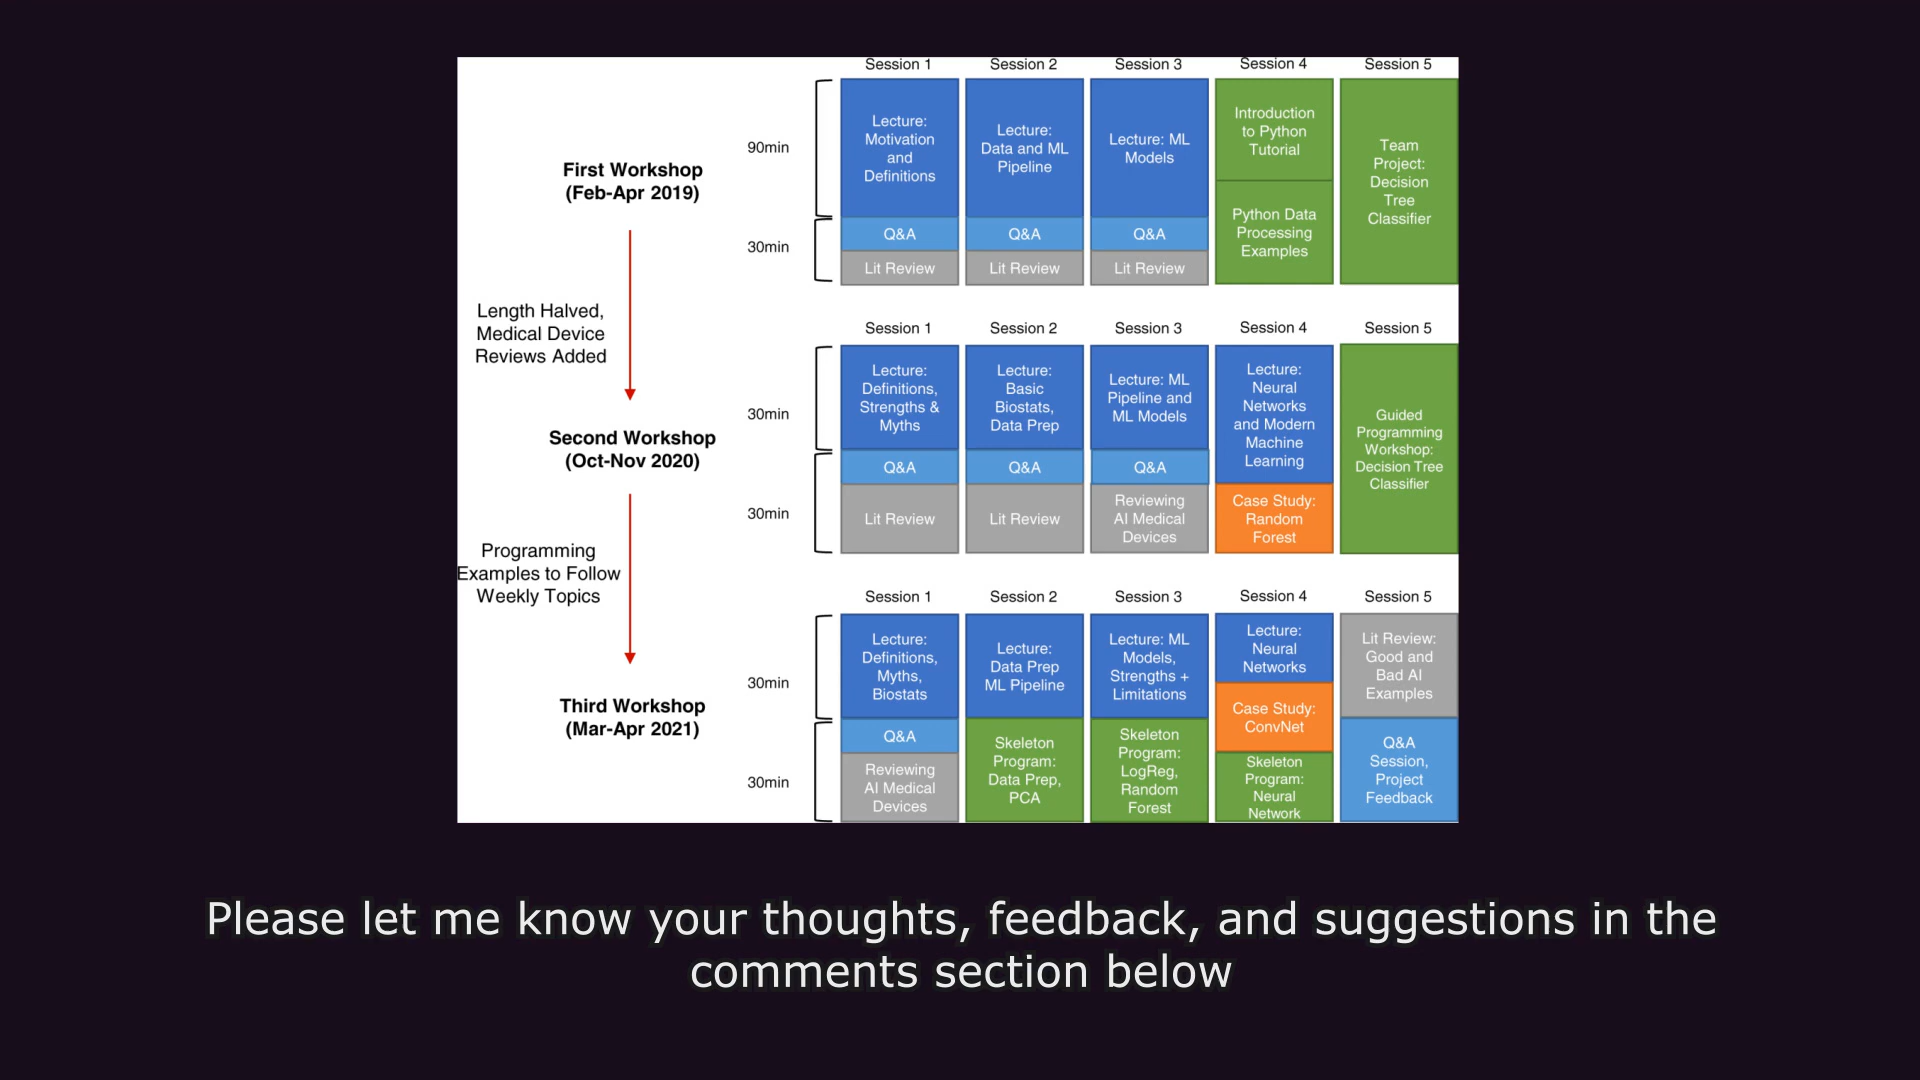 Session 1
Session 2
Session 3
Session 4
Session 5
First Workshop
(Feb-Apr 2019)
90min
30min
Lecture:
Motivation
and
Definitions
Q&A
Lit Review
Lecture:
Data and ML
Pipeline
Q&A
Lit Review
Lecture: ML
Models
Q&A
Lit Review
Introduction
to Python
Tutorial
Python Data
Processing
Examples
Team
Project:
Decision
Tree
Classifier
Length Halved,
Medical Device
Reviews Added
Session 1
Session 2
Session 3
Session 4
Session 5
Second Workshop
(Oct-Nov 2020)
30min
30min
Lecture:
Definitions,
Strengths &
Myths
Q&A
Lit Review
Lecture:
Basic
Biostats,
Data Prep
Q&A
Lit Review
Lecture: ML
Pipeline and
ML Models
Q&A
Reviewing
AI Medical
Devices
Lecture:
Neural
Networks
and Modern
Machine
Learning
Case Study:
Random
Forest
Guided
Programming
Workshop:
Decision Tree
Classifier
Programming
Examples to Follow
Weekly Topics
Session 1
Session 2
Session 3
Session 4
Session 5
Third Workshop
(Mar-Apr 2021)
30min
30min
Lecture:
Definitions,
Myths,
Biostats
Q&A
Reviewing
AI Medical
Devices
Lecture:
Data Prep
ML Pipeline
Skeleton
Program:
Data Prep,
PCA
Lecture: ML
Models,
Strengths +
Limitations
Skeleton
Program:
LogReg,
Random
Forest
Lecture:
Neural
Networks
Case Study:
ConvNet
Skeleton
Program:
Neural
Network
Lit Review:
Good and
Bad AI
Examples
Q&A
Session,
Project
Feedback
Please let me know your thoughts, feedback, and suggestions in the
comments section below